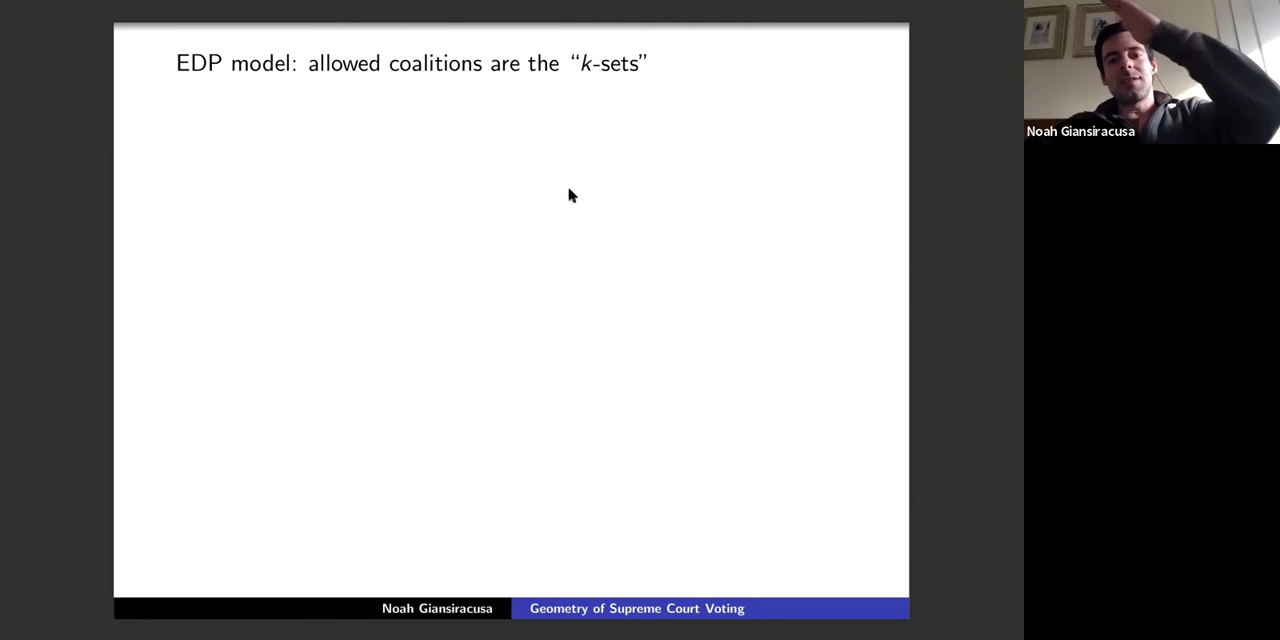 EDP model: allowed coalitions are the “k-sets”
Noah Giansiracusa
Noah Giansiracusa
Geometry of Supreme Court Voting